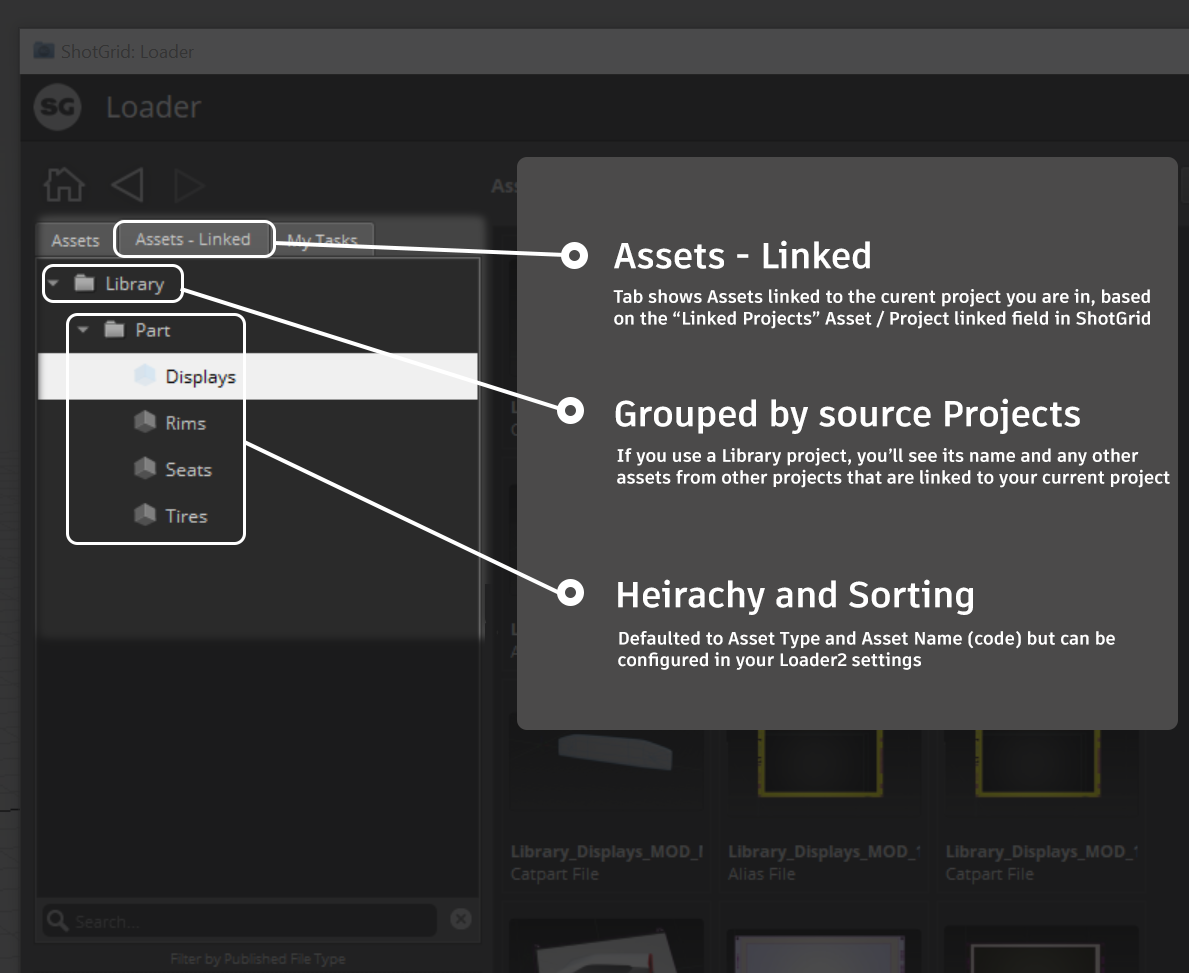 ShotGrid: Loader
SG
Loader
Assets
Assets - Linked
My Tasks
Library
Part
Displays
Rims
Seats
Tires
Assets - Linked
Tab shows Assets linked to the curent project you are in, based
on the “Linked Projects” Asset / Project linked field in ShotGrid
Grouped by source Projects
If you use a Library project, you’ll see its name and any other
assets from other projects that are linked to your current project
Heirachy and Sorting
Defaulted to Asset Type and Asset Name (code) but can be
configured in your Loader2 settings
Library_Displays_MOD_
Library_Displays_MOD_
Library_Displays_MOD_
Catpart File
Alias File
Catpart File
Search...
Filter by Published File Type